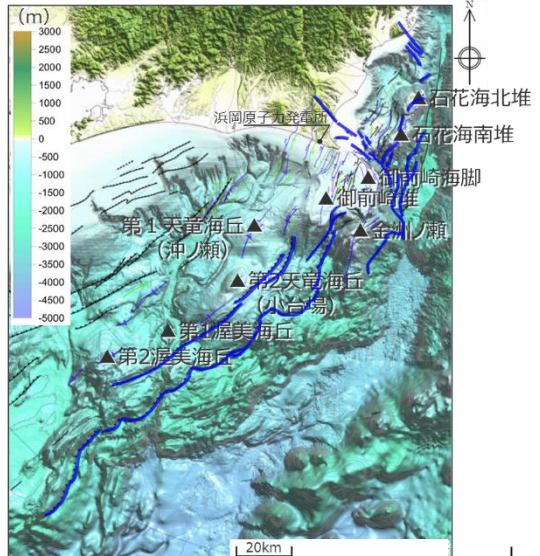 (m)
N
3000
2500
2000
1500
1000
500
0
-500
-1000
-1500
-2000
-2500
-3000
-3500
-4000
-4500
-5000
浜岡原子力発電所
石花海北堆
石花海南堆
御前崎海脚
御前崎堆
第1天竜海丘
(沖ノ瀬)
金洲ノ瀬
第2天竜海丘
(小台場)
第1渥美海丘
第2渥美海丘
20km